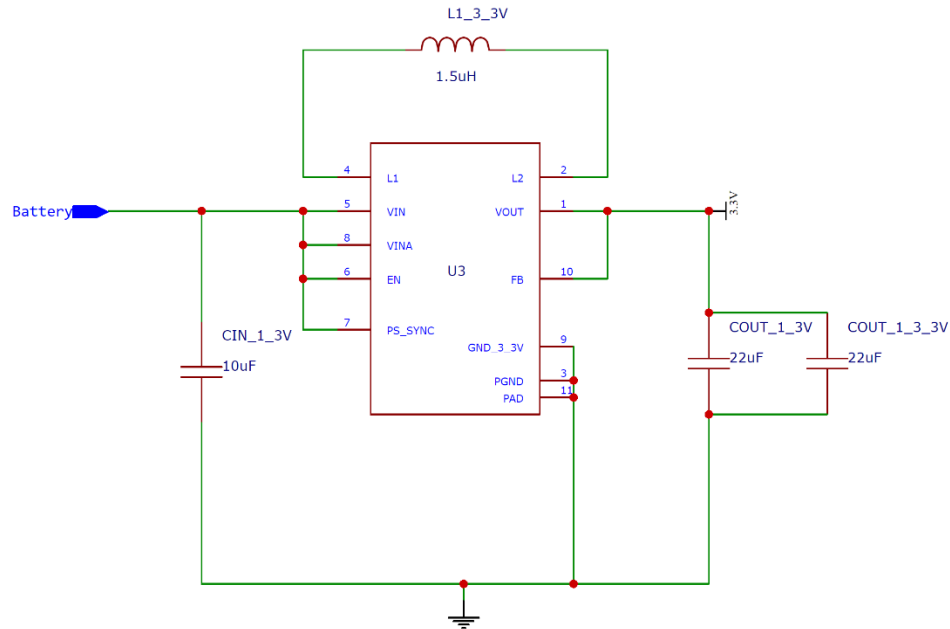 L1_3_3V
1.5uH
4 L1 L2 2
Battery 5 VIN VOUT 1 3.3V
8 VINA
6 EN U3 FB 10
7 PS_SYNC
CIN_1_3V
10uF
GND_3_3V 9
PGND 3
PAD 11
COUT_1_3V COUT_1_3_3V
22uF 22uF